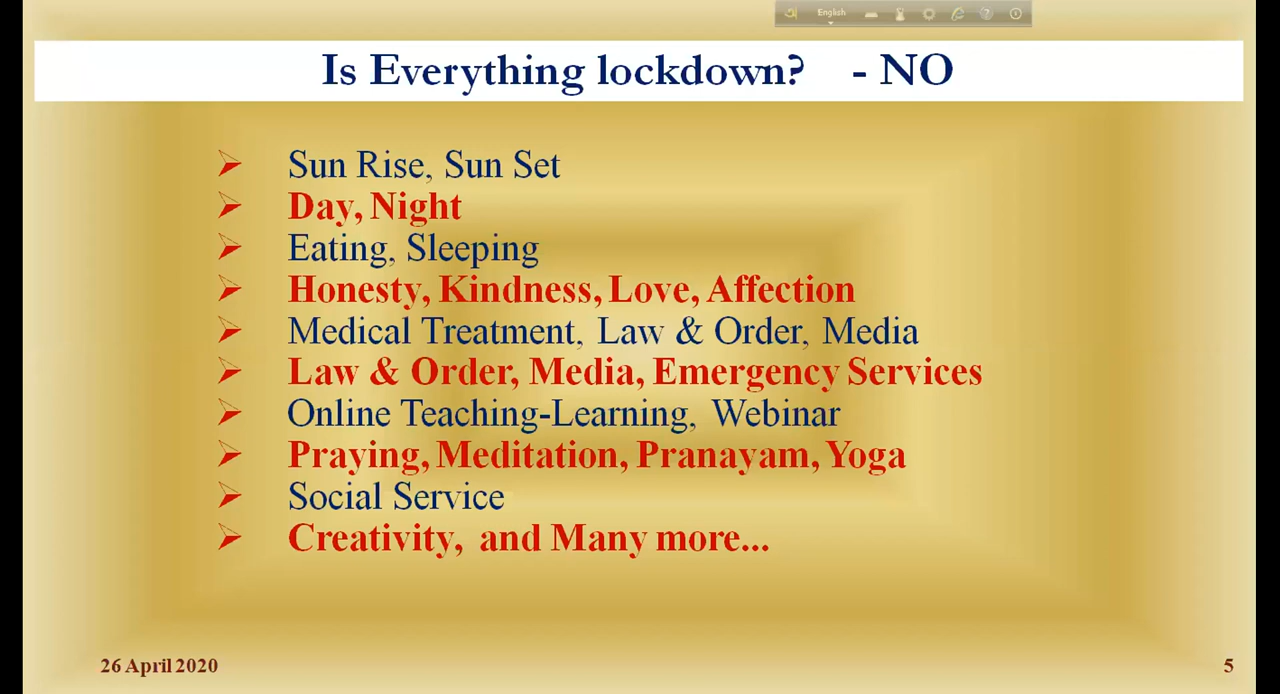 English
Is Everything lockdown? - NO
Sun Rise, Sun Set
Day, Night
Eating, Sleeping
Honesty, Kindness, Love, Affection
Medical Treatment, Law & Order, Media
Law & Order, Media, Emergency Services
Online Teaching-Learning, Webinar
Praying, Meditation, Pranayam, Yoga
Social Service
Creativity, and Many more...
26 April 2020
5